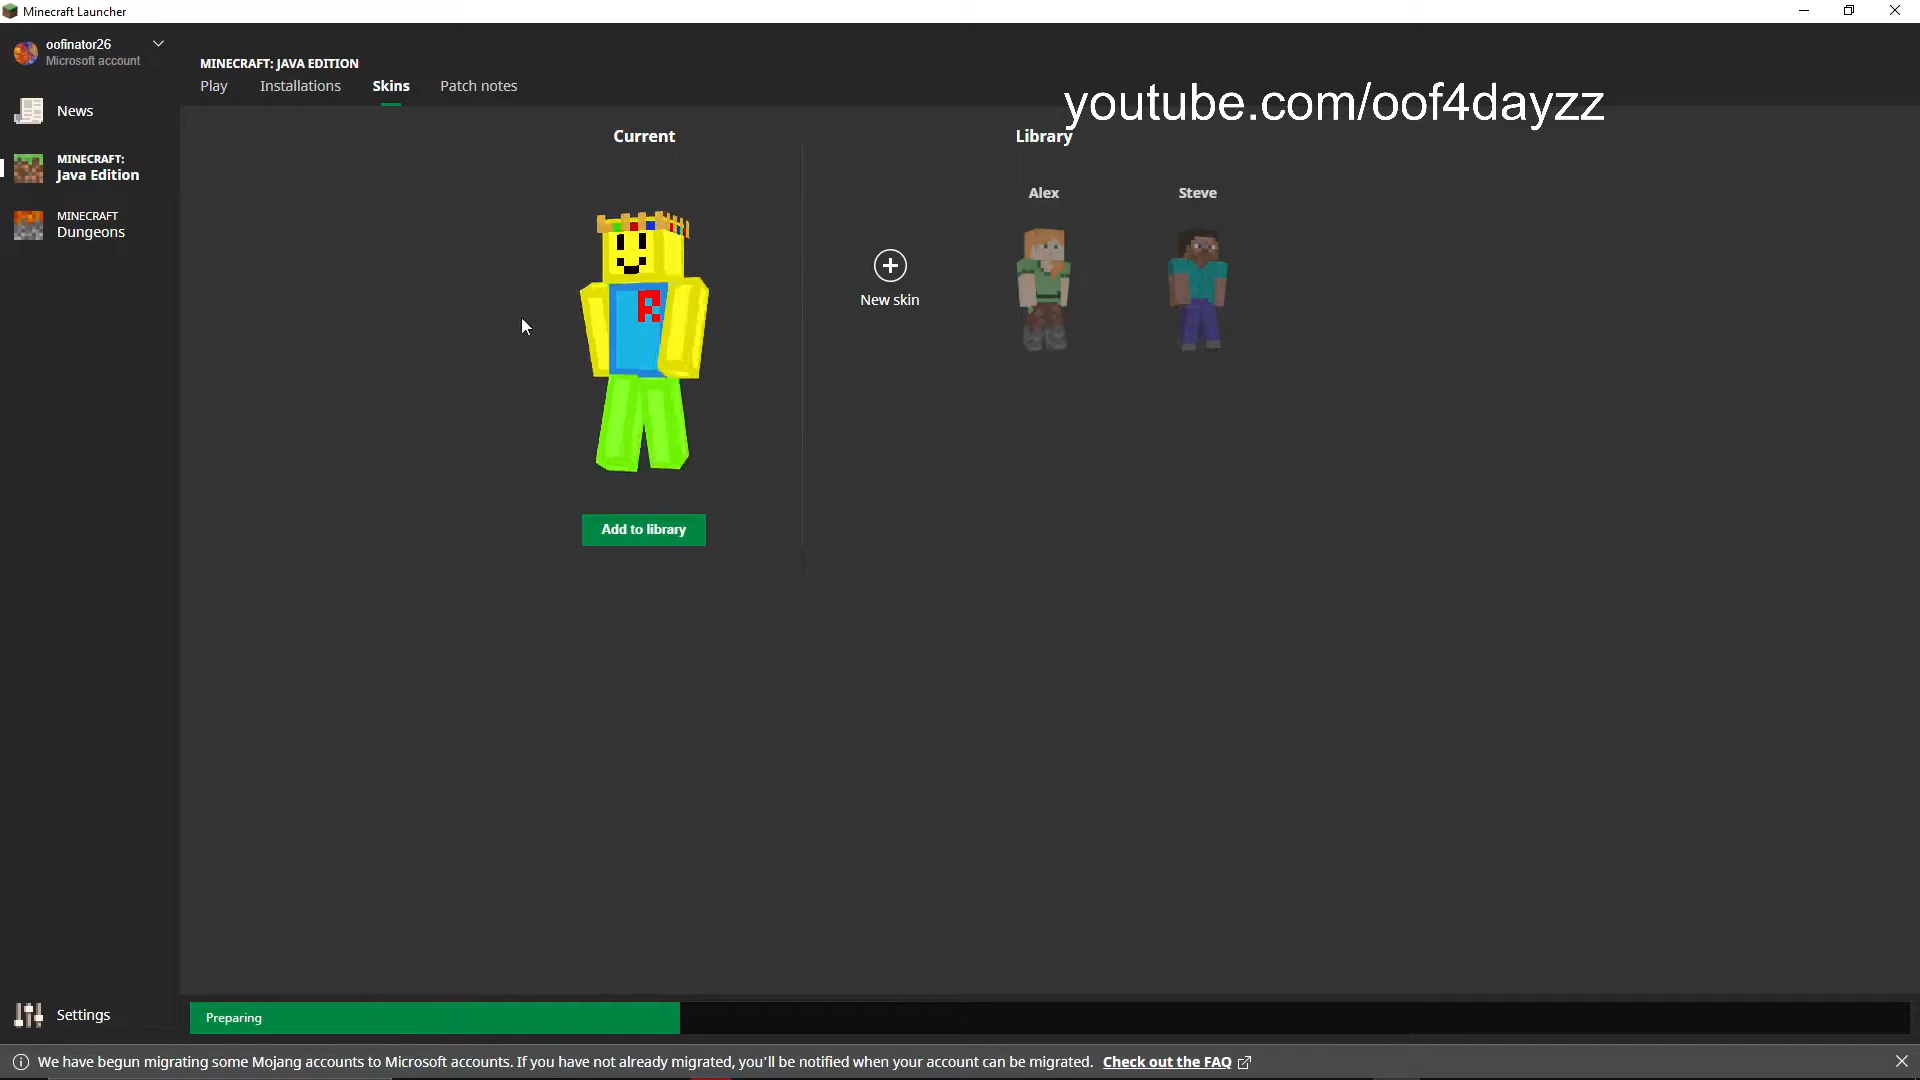 Minecraft Launcher
oofinator26
Microsoft account
News
MINECRAFT:
Java Edition
MINECRAFT
Dungeons
Settings
MINECRAFT: JAVA EDITION
Play Installations Skins Patch notes
youtube.com/oof4dayzz
Current
R
Add to library
Library
New skin
Alex
Steve
Preparing
We have begun migrating some Mojang accounts to Microsoft accounts. If you have not already migrated, you'll be notified when your account can be migrated. Check out the FAQ